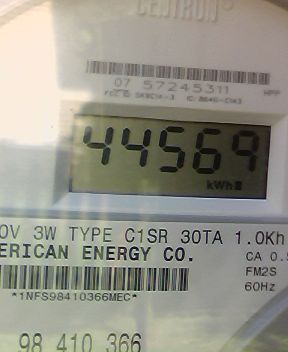 CENTRON®
07 57245311
HPP
44569
kWh
0V 3W TYPE C1SR 30TA 1.0Kh
ERICAN ENERGY CO.
CA 0.5
FM2S
60Hz
*1NFS98410366MEC*
98 410 366